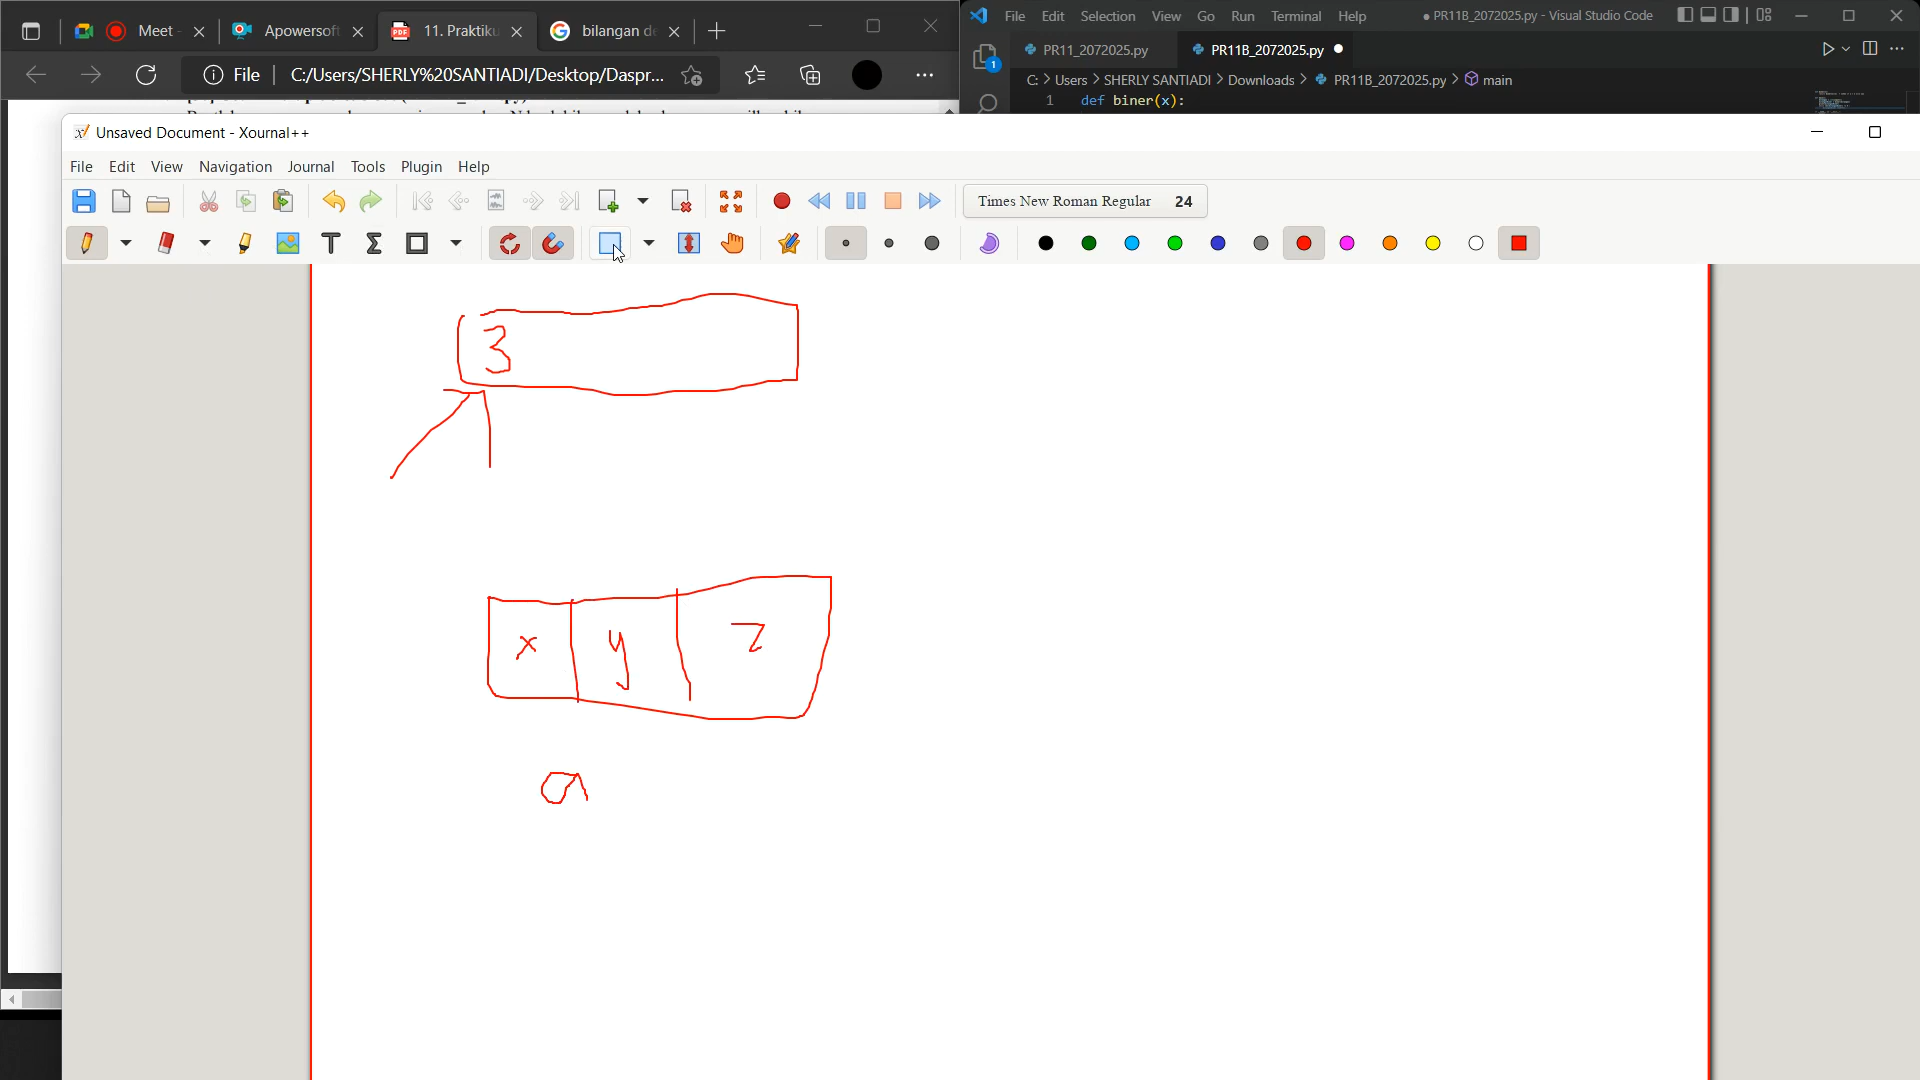 Meet
Apowersoft
11. Praktiku
bilangan de
File
C:/Users/SHERLY%20SANTIADI/Desktop/Daspr...
File Edit Selection View Go Run Terminal Help
● PR11B_2072025.py - Visual Studio Code
PR11_2072025.py
PR11B_2072025.py
C: > Users > SHERLY SANTIADI > Downloads > PR11B_2072025.py > main
1
1 def biner(x):
Unsaved Document - Xournal++
File Edit View Navigation Journal Tools Plugin Help
Times New Roman Regular 24
3
x y z
a